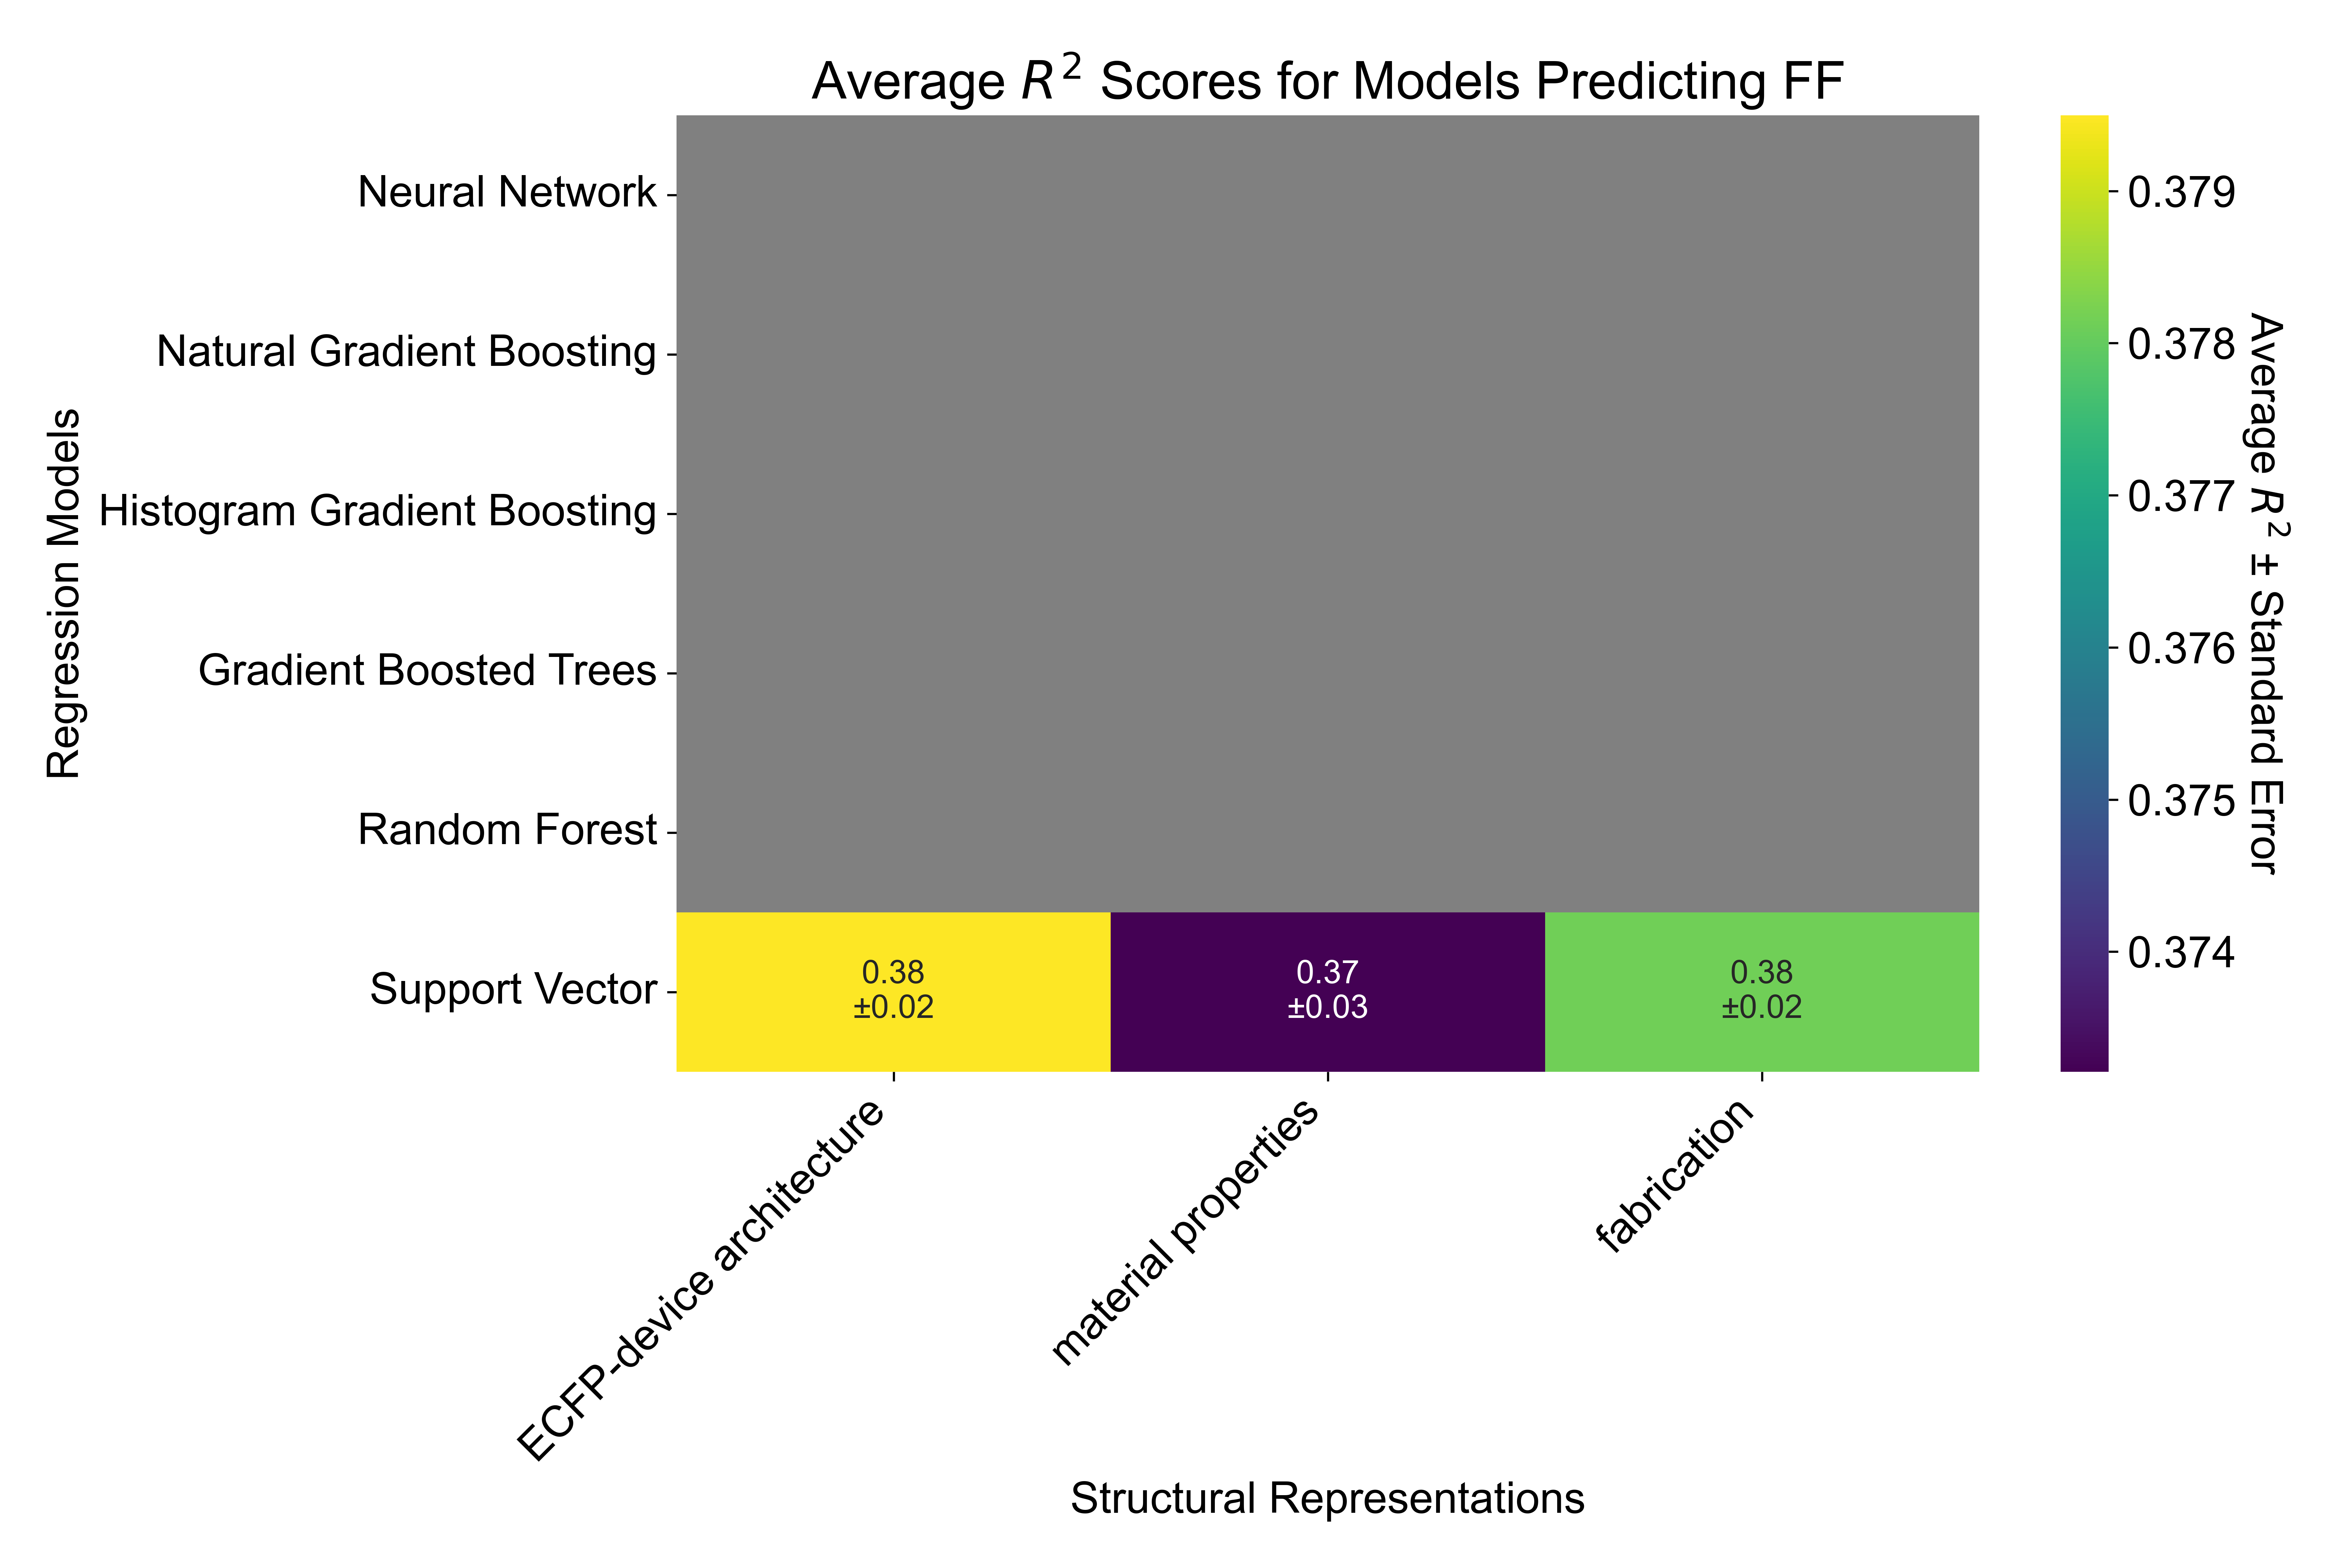 Average R² Scores for Models Predicting FF
Regression Models
Neural Network
Natural Gradient Boosting
Histogram Gradient Boosting
Gradient Boosted Trees
Random Forest
Support Vector
0.38
±0.02
0.37
±0.03
0.38
±0.02
ECFP-device architecture
material properties
fabrication
Structural Representations
0.379
0.378
0.377
0.376
0.375
0.374
Average R² ± Standard Error